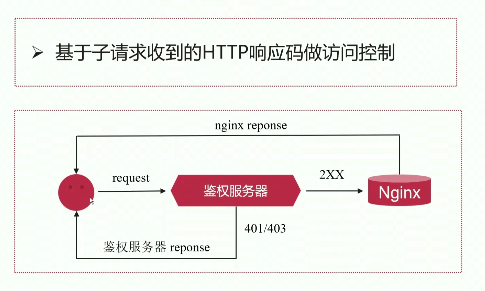 ➢ 基于子请求收到的HTTP响应码做访问控制
nginx reponse
request
鉴权服务器
2XX
Nginx
401/403
鉴权服务器 reponse